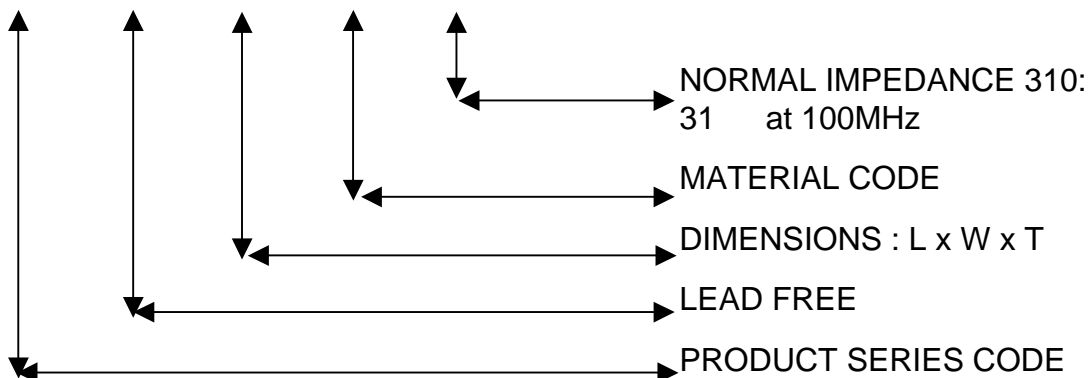 NORMAL IMPEDANCE 310:
31 at 100MHz
MATERIAL CODE
DIMENSIONS : L x W x T
LEAD FREE
PRODUCT SERIES CODE